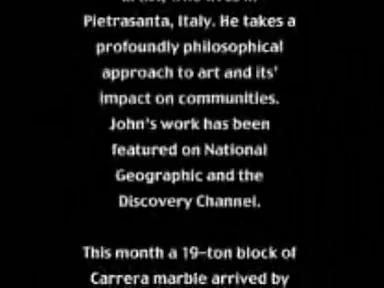 Pietrasanta, Italy. He takes a
profoundly philosophical
approach to art and its'
impact on communities.
John's work has been
featured on National
Geographic and the
Discovery Channel.
This month a 19-ton block of
Carrera marble arrived by